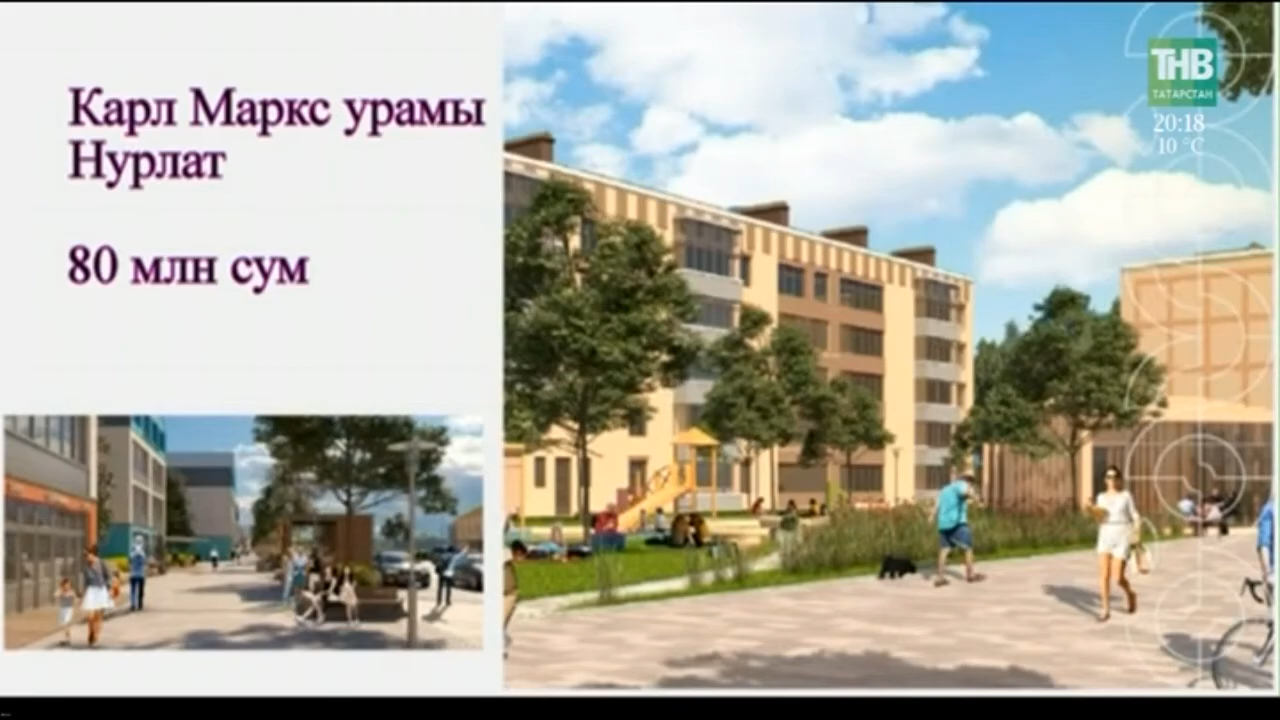 Карл Маркс урамы
Нурлат
80 млн сум
ТНВ
ТАТАРСТАН
20:18
10 °C